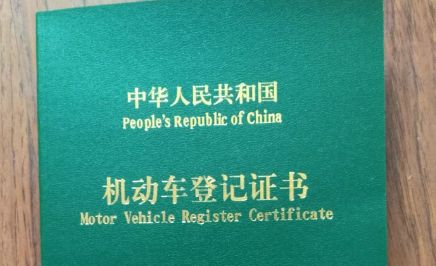 中华人民共和国
People's Republic of China
机动车登记证书
Motor Vehicle Register Certificate